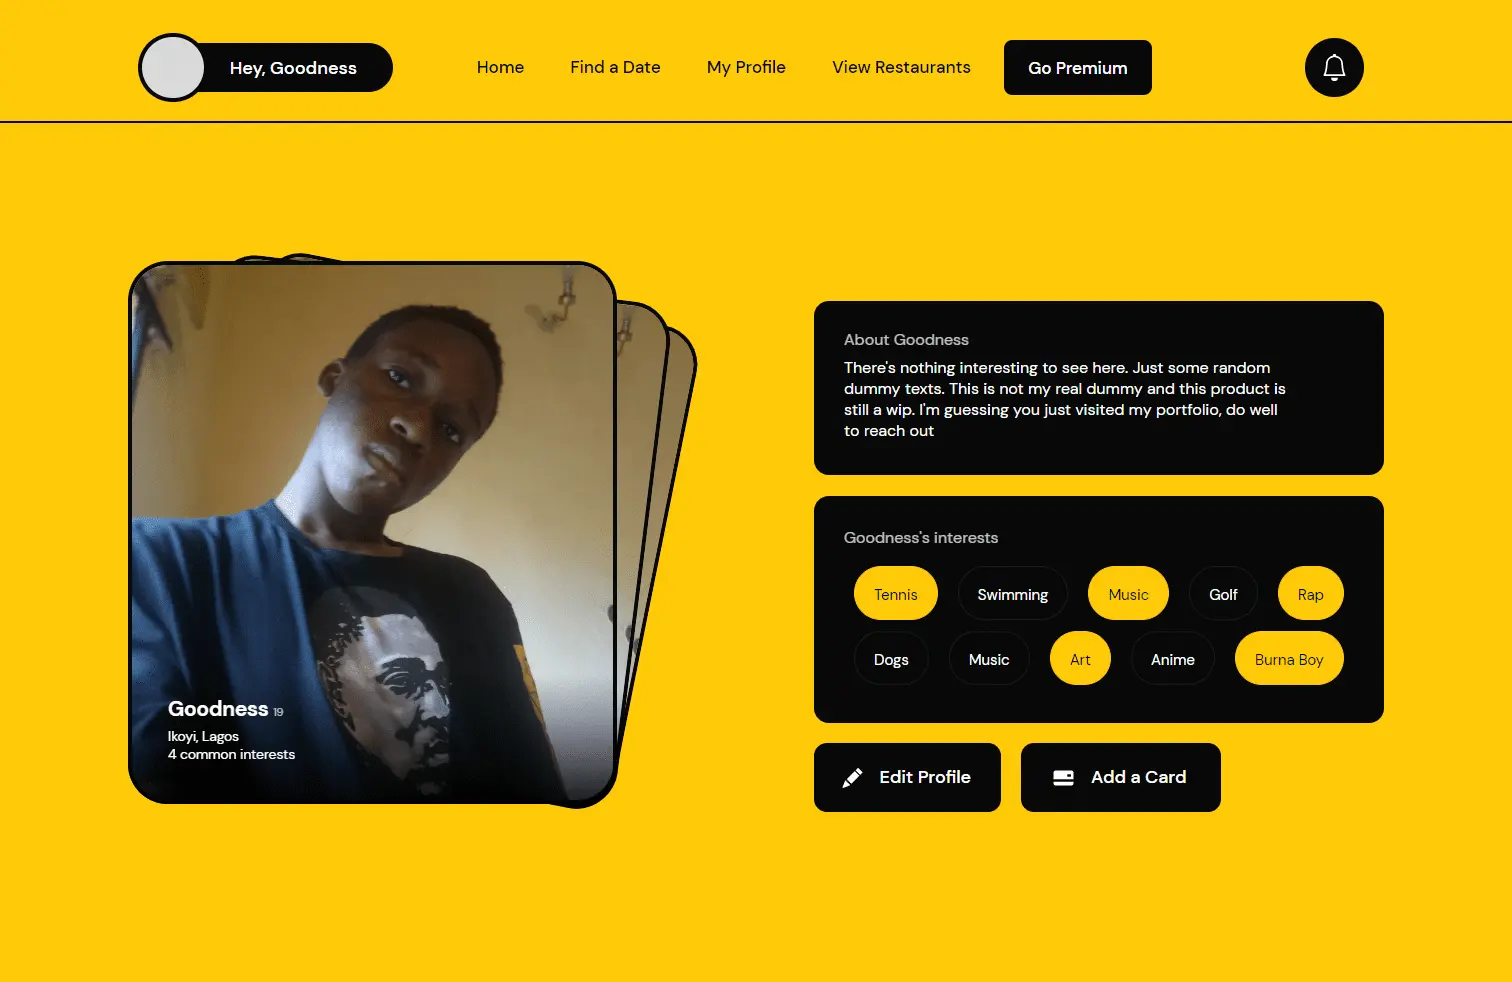 Hey, Goodness
Home
Find a Date
My Profile
View Restaurants
Go Premium
Goodness 19
Ikoyi, Lagos
4 common interests
About Goodness
There's nothing interesting to see here. Just some random
dummy texts. This is not my real dummy and this product is
still a wip. I'm guessing you just visited my portfolio, do well
to reach out
Goodness's interests
Tennis
Swimming
Music
Golf
Rap
Dogs
Music
Art
Anime
Burna Boy
Edit Profile
Add a Card